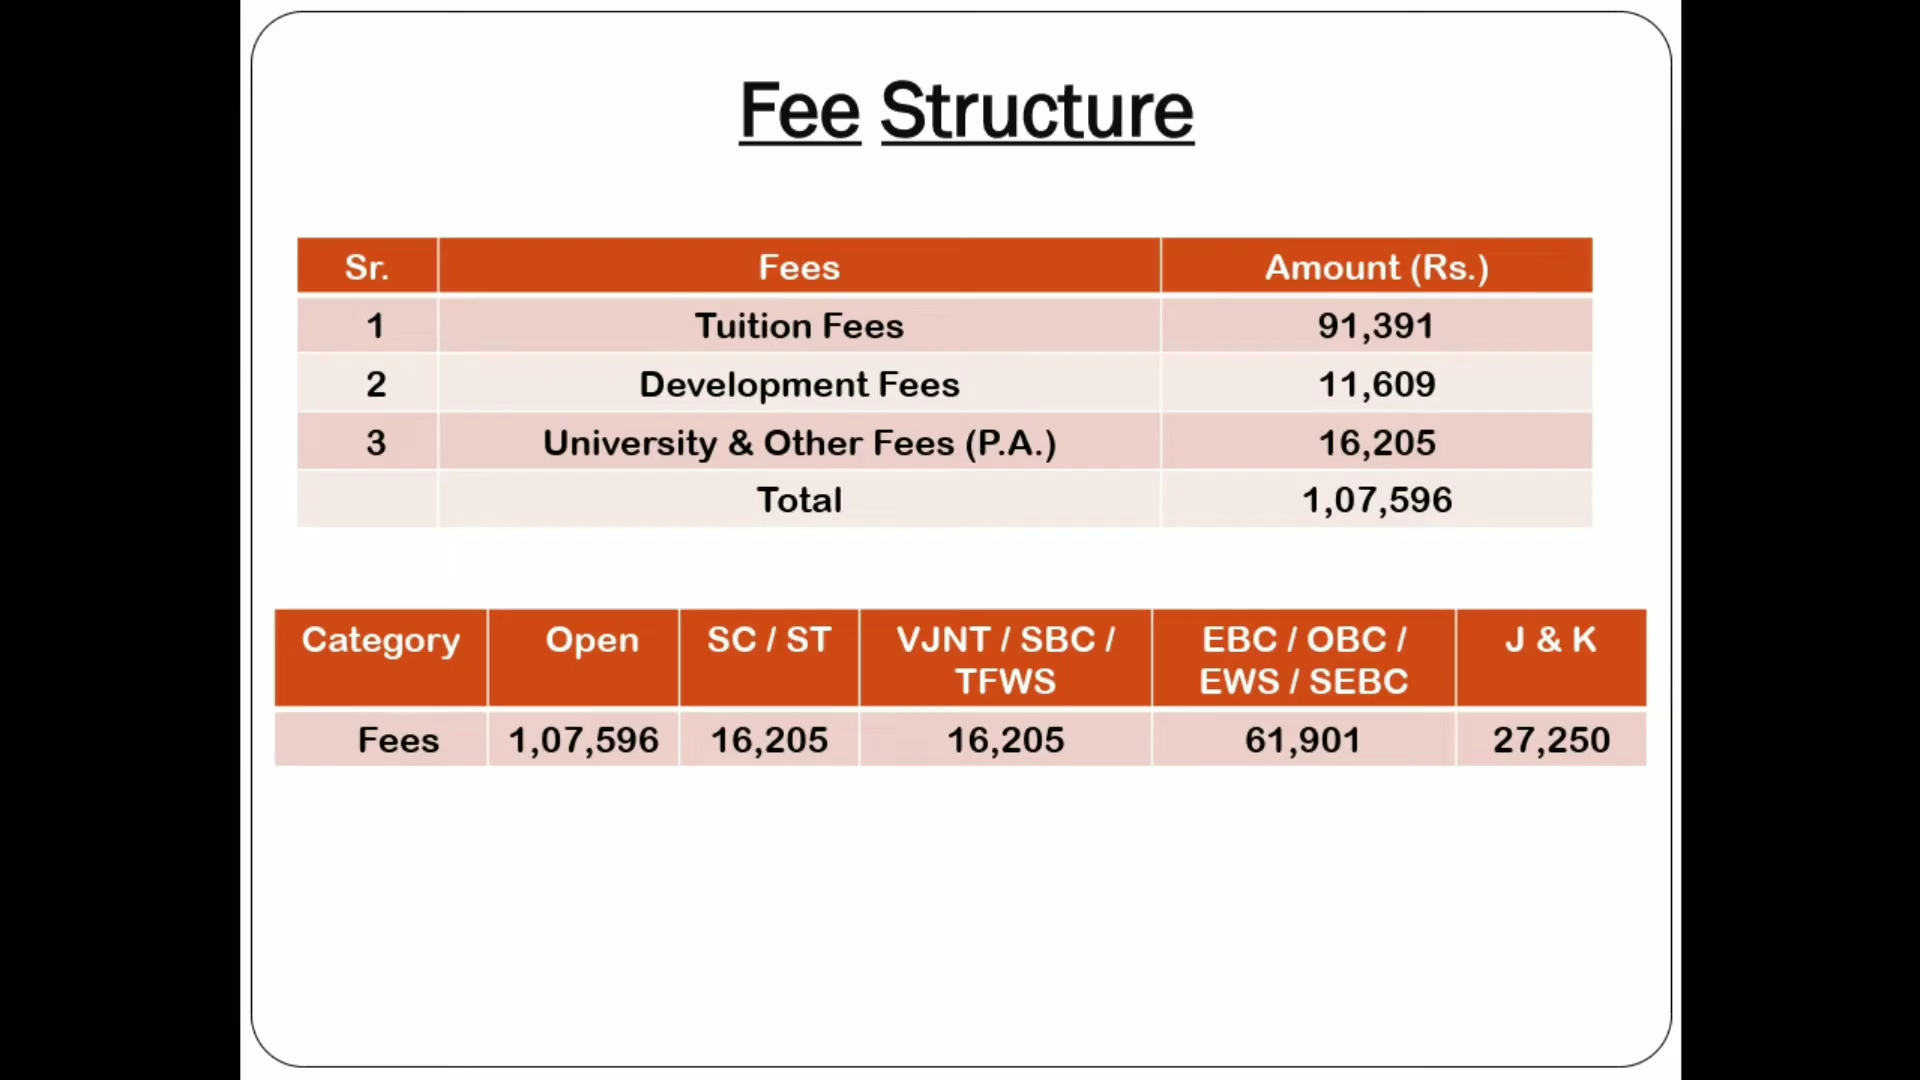 Fee Structure
Sr. Fees Amount (Rs.)
1 Tuition Fees 91,391
2 Development Fees 11,609
3 University & Other Fees (P.A.) 16,205
Total 1,07,596
Category Open SC / ST VJNT / SBC / EBC / OBC / J & K
TFWS EWS / SEBC
Fees 1,07,596 16,205 16,205 61,901 27,250